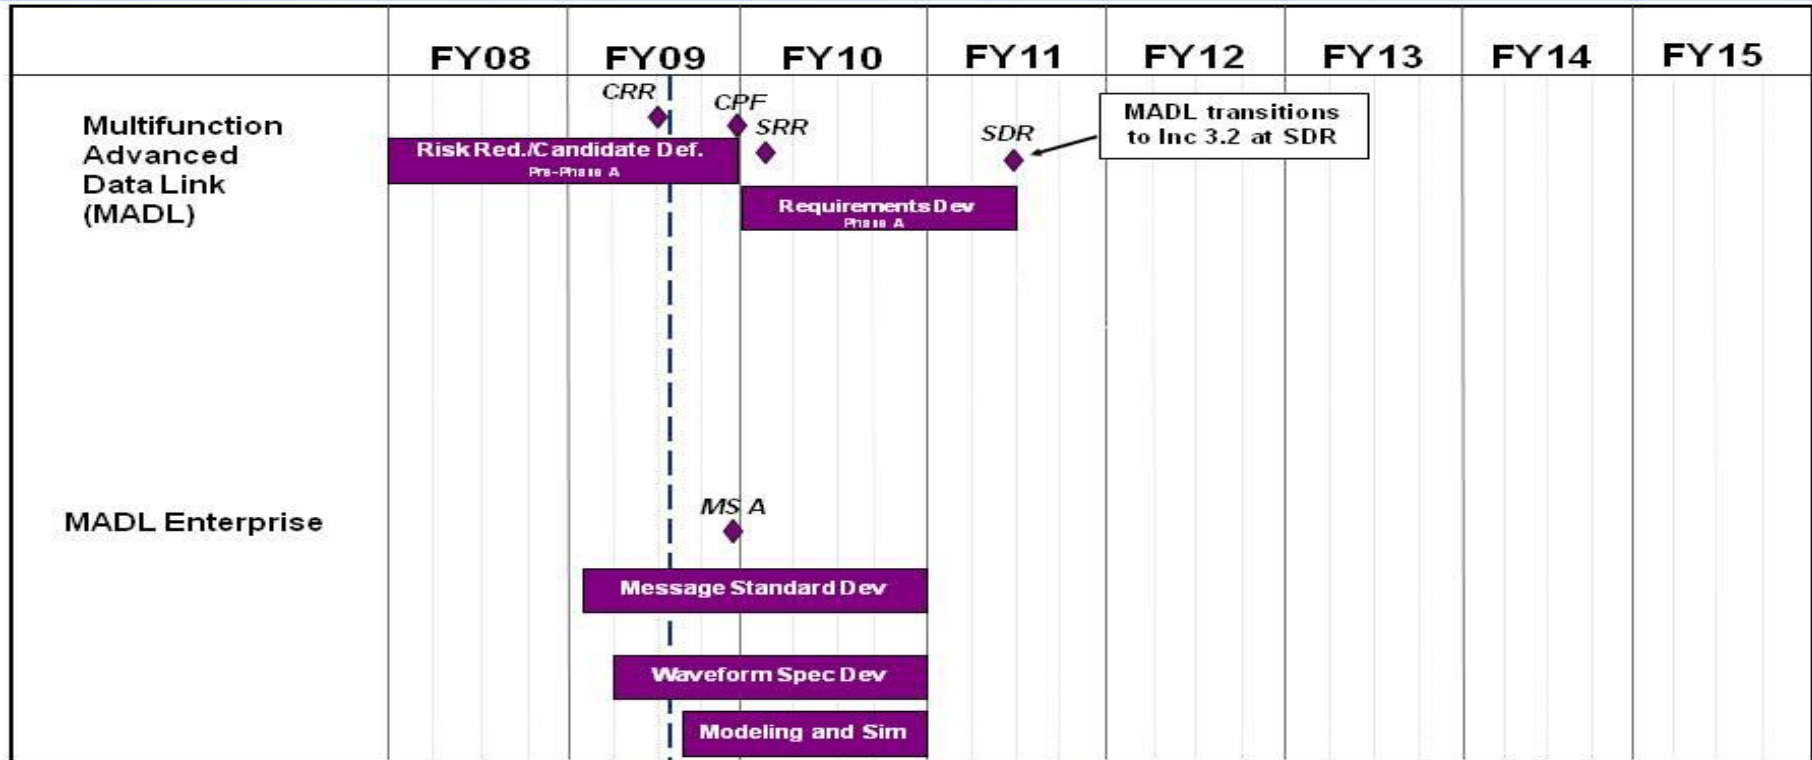 FY08 FY09 FY10 FY11 FY12 FY13 FY14 FY15
Multifunction
Advanced
Data Link
(MADL)
CRR
CPF
SRR
Risk Red./Candidate Def.
Pre-Phase A
Requirements Dev
Phase A
SDR
MADL transitions
to Inc 3.2 at SDR
MADL Enterprise
MS A
Message Standard Dev
Waveform Spec Dev
Modeling and Sim